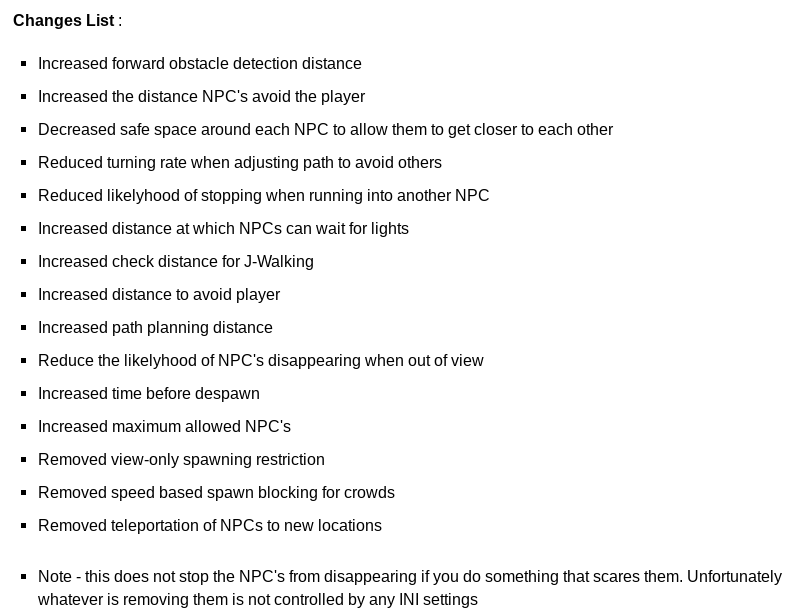 Changes List :
▪ Increased forward obstacle detection distance
▪ Increased the distance NPC's avoid the player
▪ Decreased safe space around each NPC to allow them to get closer to each other
▪ Reduced turning rate when adjusting path to avoid others
▪ Reduced likelyhood of stopping when running into another NPC
▪ Increased distance at which NPCs can wait for lights
▪ Increased check distance for J-Walking
▪ Increased distance to avoid player
▪ Increased path planning distance
▪ Reduce the likelyhood of NPC's disappearing when out of view
▪ Increased time before despawn
▪ Increased maximum allowed NPC's
▪ Removed view-only spawning restriction
▪ Removed speed based spawn blocking for crowds
▪ Removed teleportation of NPCs to new locations
▪ Note - this does not stop the NPC's from disappearing if you do something that scares them. Unfortunately
whatever is removing them is not controlled by any INI settings